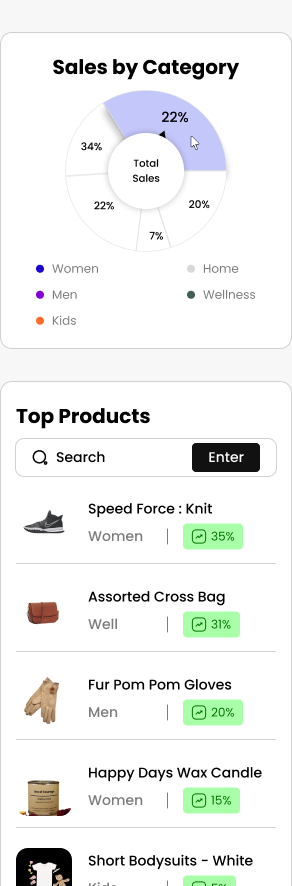 Sales by Category
22%
34%
Total
Sales
22%
20%
7%
Women
Home
Men
Wellness
Kids
Top Products
Search
Enter
Speed Force : Knit
Women | 35%
Assorted Cross Bag
Well | 31%
Fur Pom Pom Gloves
Men | 20%
Happy Days Wax Candle
Women | 15%
Short Bodysuits - White